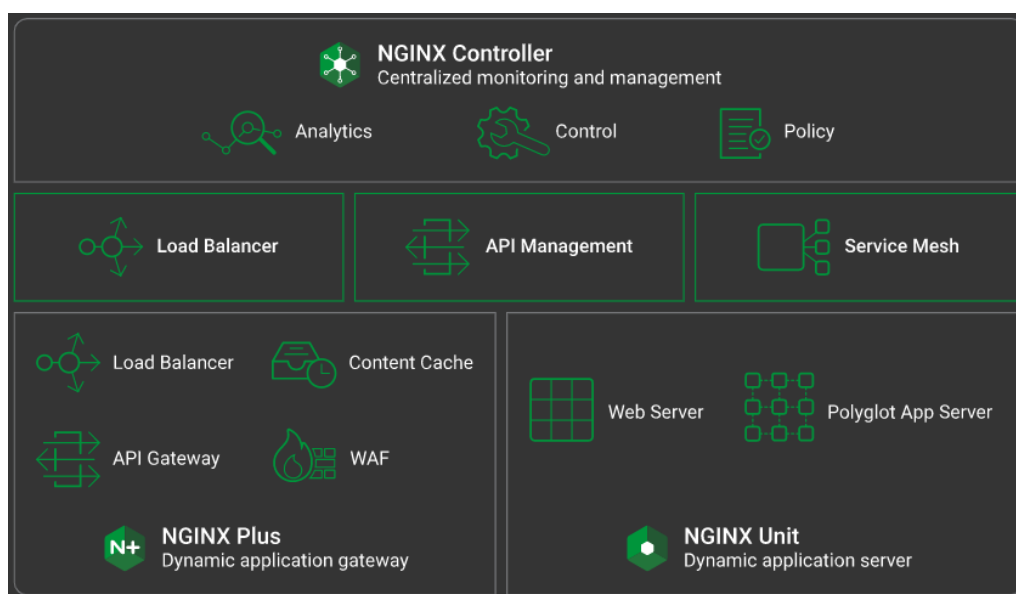 NGINX Controller
Centralized monitoring and management
Analytics
Control
Policy
Load Balancer
API Management
Service Mesh
Load Balancer
Content Cache
API Gateway
WAF
N+
NGINX Plus
Dynamic application gateway
Web Server
Polyglot App Server
NGINX Unit
Dynamic application server